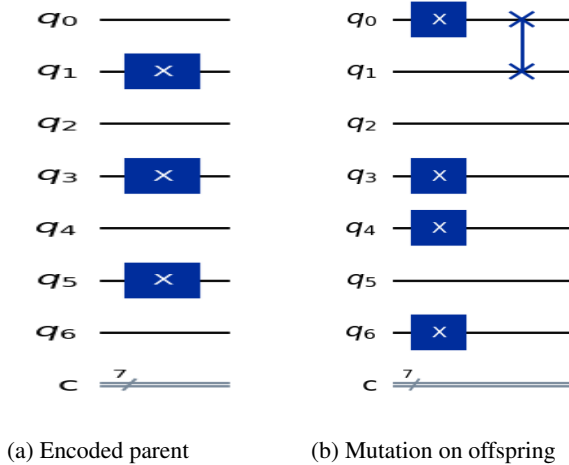 q0 q0
X
q1 X q1
q2 q2
q3 X q3 X
q4 q4 X
q5 X q5
q6 q6 X
7 7
c c
(a) Encoded parent (b) Mutation on offspring